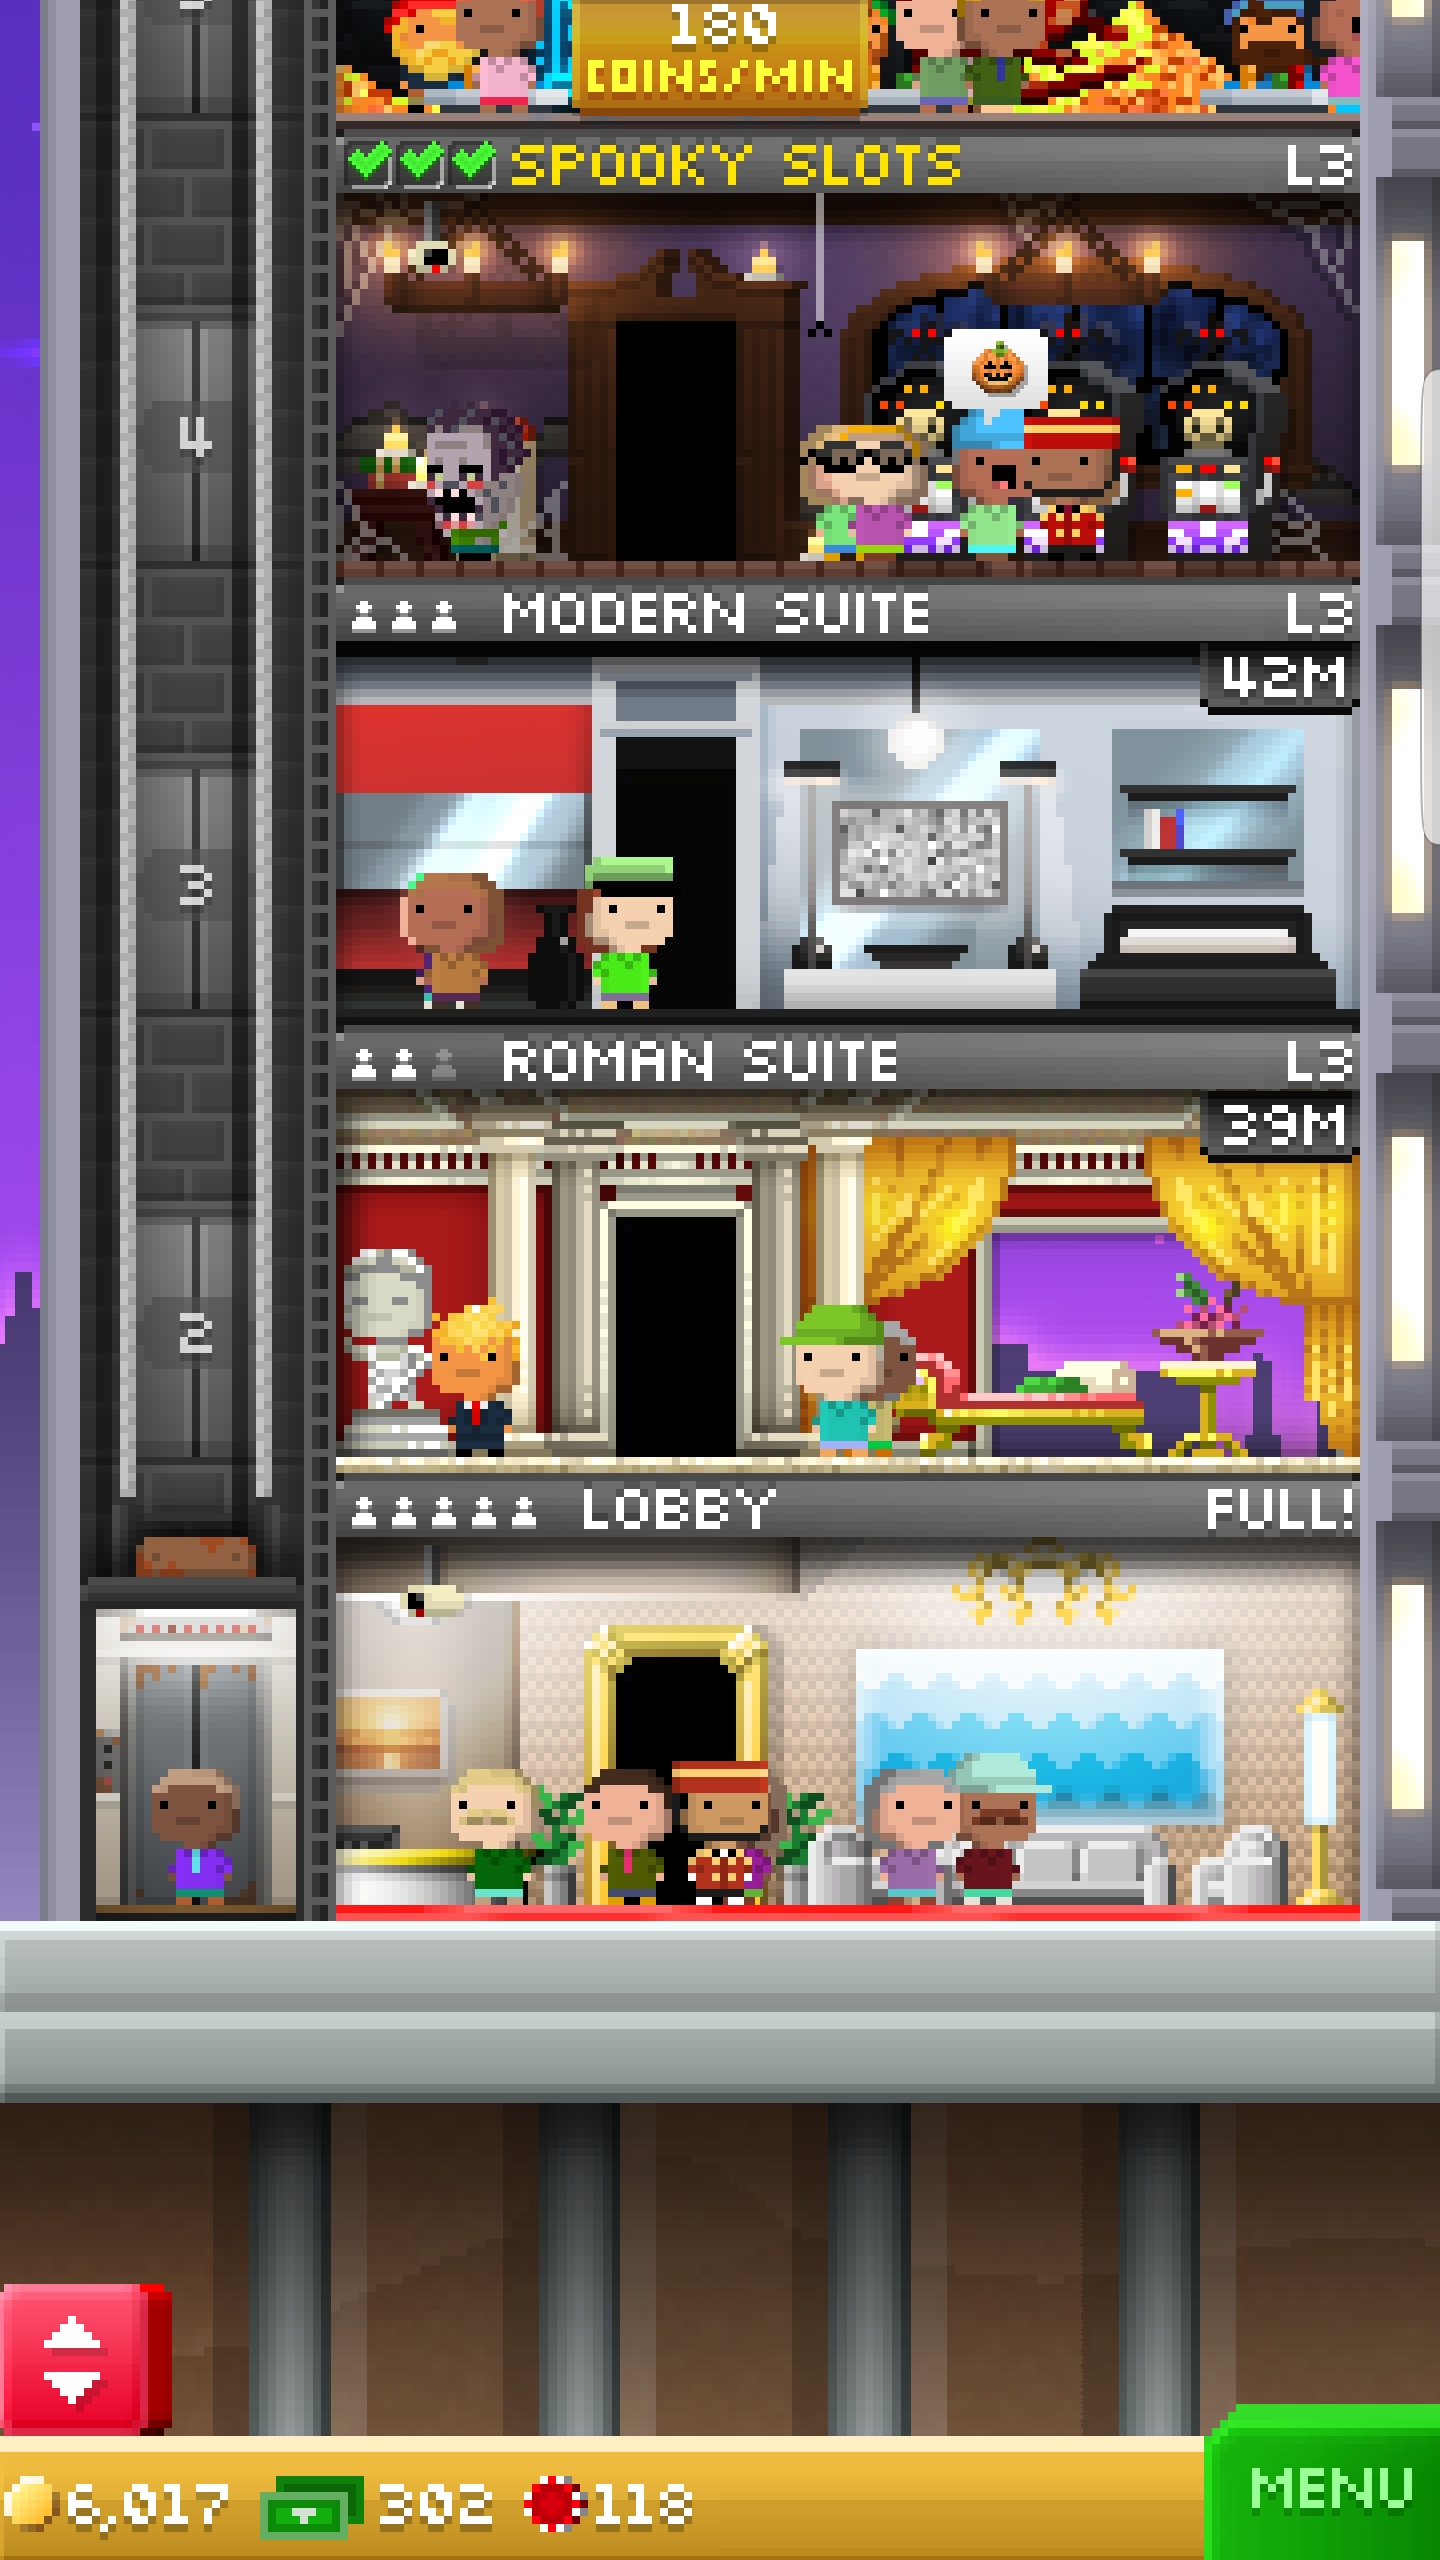 180
COINS/MIN
SPOOKY SLOTS L3
4
MODERN SUITE L3
42M
3
ROMAN SUITE L3
39M
2
LOBBY FULL!
6,017 302 118
MENU